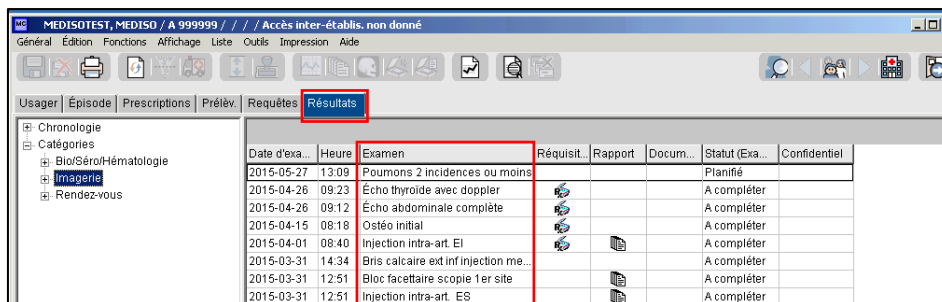 MC MEDISOTEST, MEDISO / A 999999 / / / / Accès inter-établis. non donné
Général Édition Fonctions Affichage Liste Outils Impression Aide
Usager Épisode Prescriptions Prélèv. Requêtes Résultats
Chronologie
Catégories
Bio/Séro/Hématologie
Imagerie
Rendez-vous
Date d'exa... Heure Examen Réquisit... Rapport Docum... Statut (Exa... Confidentiel
2015-05-27 13:09 Poumons 2 incidences ou moins Planifié
2015-04-26 09:23 Écho thyroïde avec doppler A compléter
2015-04-26 09:12 Écho abdominale complète A compléter
2015-04-15 08:18 Ostéo initial A compléter
2015-04-01 08:40 Injection intra-art. EI A compléter
2015-03-31 14:34 Bris calcaire ext inf injection me... A compléter
2015-03-31 12:51 Bloc facettaire scopie 1er site A compléter
2015-03-31 12:51 Injection intra-art. ES A compléter